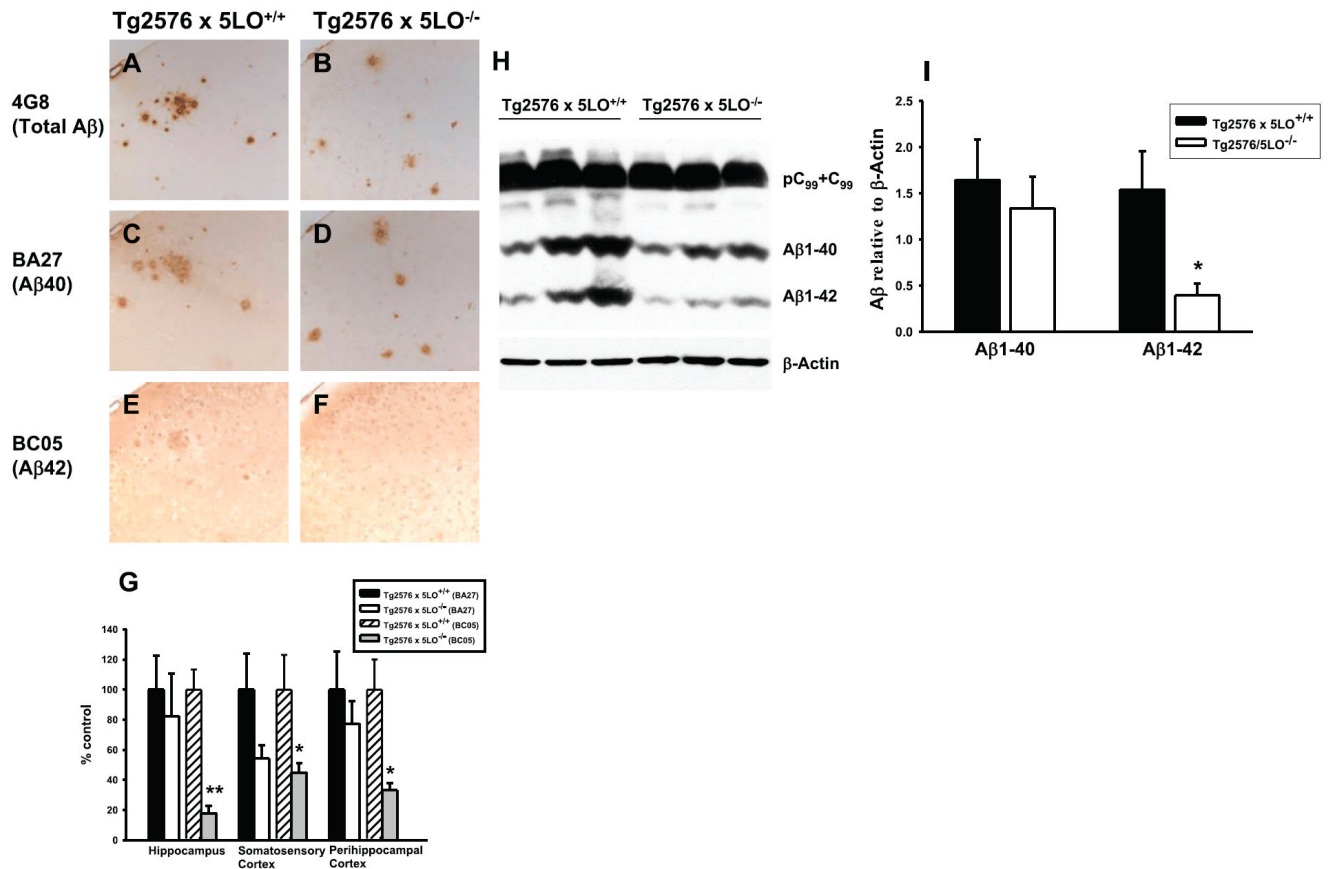 Tg2576 x 5LO+/+
Tg2576 x 5LO-/-
4G8
(Total Aβ)
A
B
BA27
(Aβ40)
C
D
BC05
(Aβ42)
E
F
G
Tg2576 x 5LO+/+ (BA27)
Tg2576 x 5LO-/- (BA27)
Tg2576 x 5LO+/+ (BC05)
Tg2576 x 5LO-/- (BC05)
% control
140
120
100
80
60
40
20
0
**
*
*
Hippocampus
Somatosensory
Cortex
Perihippocampal
Cortex
H
Tg2576 x 5LO+/+
Tg2576 x 5LO-/-
pC99+C99
Aβ1-40
Aβ1-42
β-Actin
I
Tg2576 x 5LO+/+
Tg2576/5LO-/-
Aβ relative to β-Actin
2.5
2.0
1.5
1.0
0.5
0.0
*
Aβ1-40
Aβ1-42